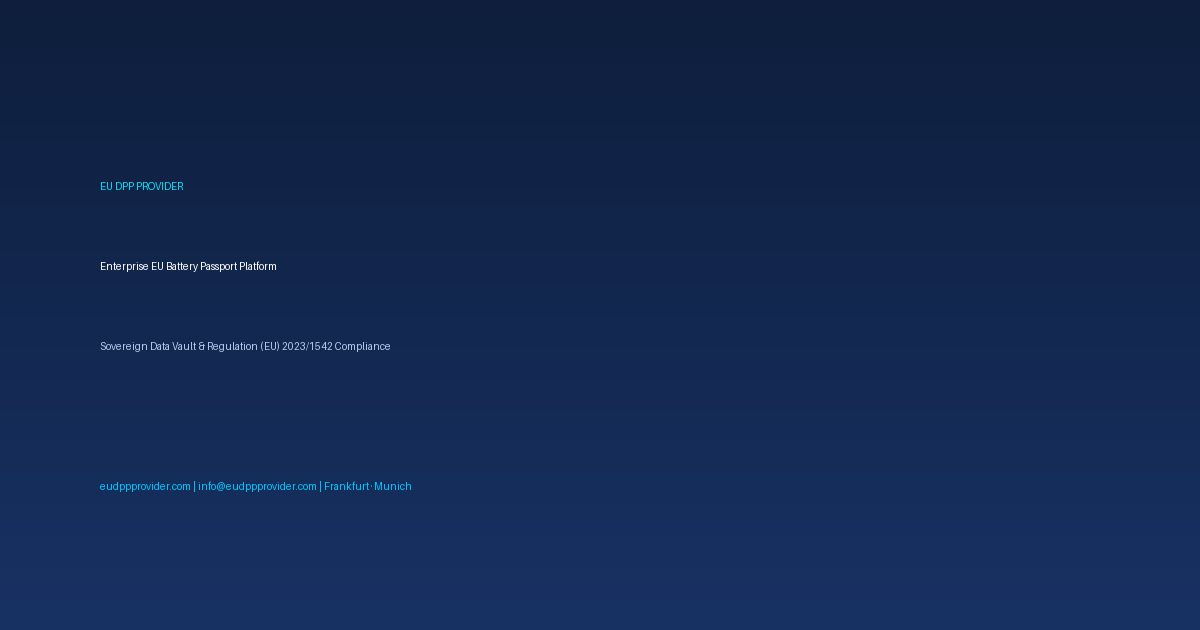 EU DPP PROVIDER
Enterprise EU Battery Passport Platform
Sovereign Data Vault & Regulation (EU) 2023/1542 Compliance
eudppprovider.com | info@eudppprovider.com | Frankfurt · Munich